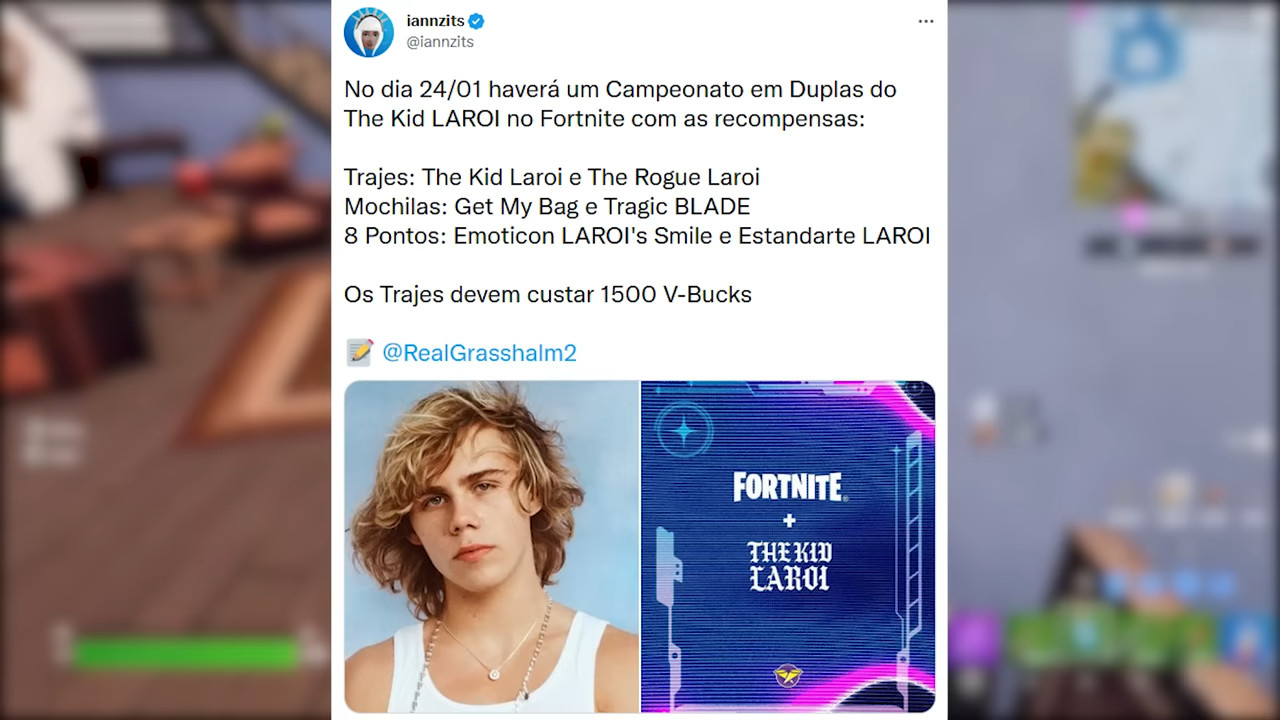 iannzits
@iannzits
No dia 24/01 haverá um Campeonato em Duplas do
The Kid LAROI no Fortnite com as recompensas:
Trajes: The Kid Laroi e The Rogue Laroi
Mochilas: Get My Bag e Tragic BLADE
8 Pontos: Emoticon LAROI's Smile e Estandarte LAROI
Os Trajes devem custar 1500 V-Bucks
@RealGrasshalm2
FORTNITE
+
THE KID
LAROI